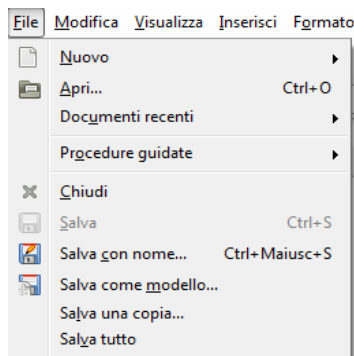 File Modifica Visualizza Inserisci Formato
Nuovo
Apri... Ctrl+O
Documenti recenti
Procedure guidate
Chiudi
Salva Ctrl+S
Salva con nome... Ctrl+Maiusc+S
Salva come modello...
Salva una copia...
Salva tutto